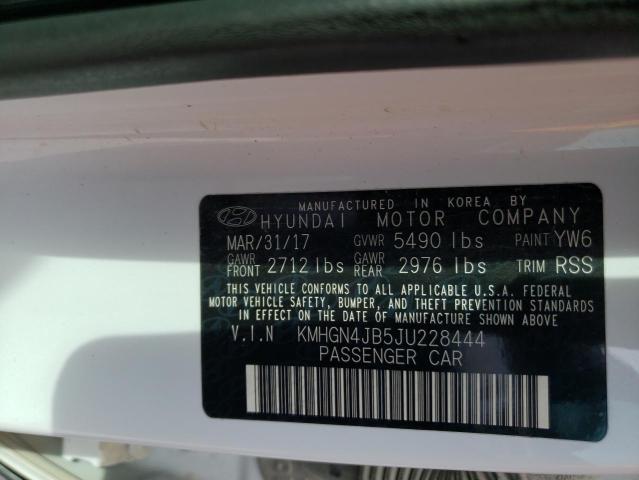 MANUFACTURED IN KOREA BY
HYUNDAI MOTOR COMPANY
MAR/31/17 GVWR 5490 lbs PAINT YW6
GAWR FRONT 2712 lbs GAWR REAR 2976 lbs TRIM RSS
THIS VEHICLE CONFORMS TO ALL APPLICABLE U.S.A. FEDERAL
MOTOR VEHICLE SAFETY, BUMPER, AND THEFT PREVENTION STANDARDS
IN EFFECT ON THE DATE OF MANUFACTURE SHOWN ABOVE
V.I.N KMHGN4JB5JU228444
PASSENGER CAR